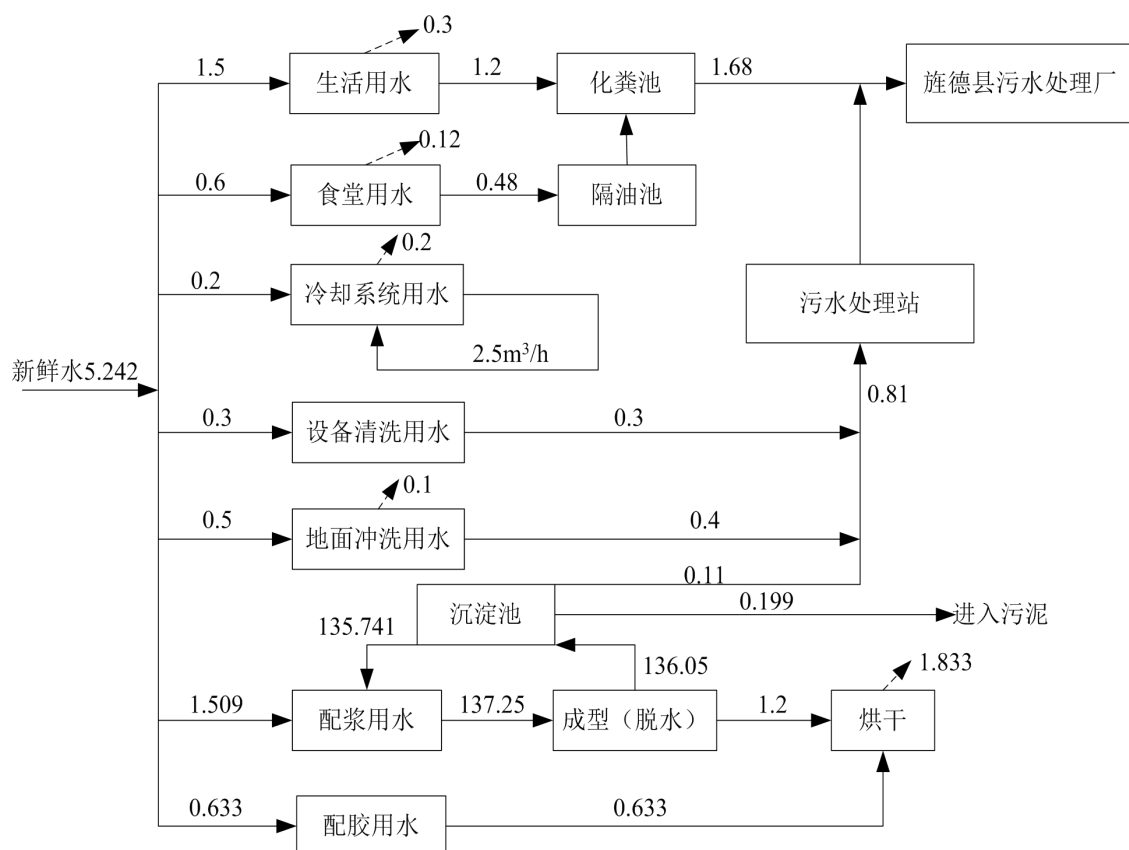 0.3
1.5
生活用水
1.2
化粪池
1.68
旌德县污水处理厂
0.12
0.6
食堂用水
0.48
隔油池
0.2
0.2
冷却系统用水
2.5m³/h
污水处理站
新鲜水5.242
0.81
0.3
设备清洗用水
0.3
0.1
0.5
地面冲洗用水
0.4
0.11
沉淀池
0.199
进入污泥
135.741
136.05
1.833
1.509
配浆用水
137.25
成型（脱水）
1.2
烘干
0.633
配胶用水
0.633